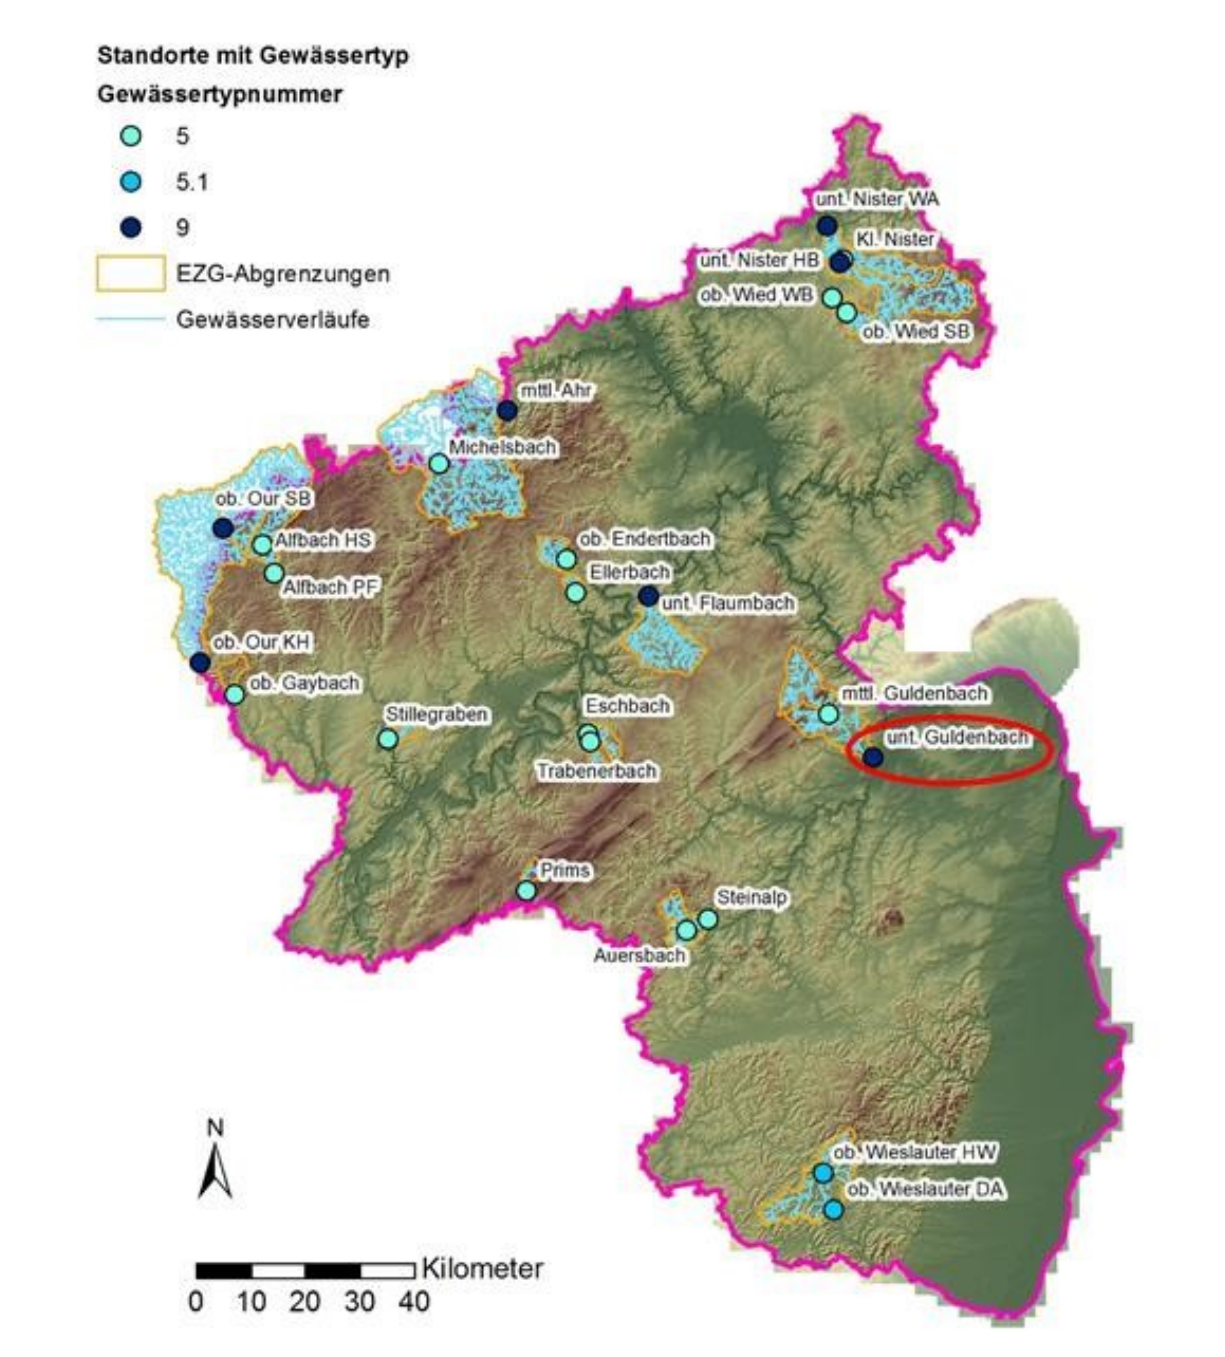 Standorte mit Gewässertyp
Gewässertypnummer
5
5.1
9
EZG-Abgrenzungen
Gewässerverläufe
unt. Nister WA
Kl. Nister
unt. Nister HB
ob. Wied WB
ob. Wied SB
mttl. Ahr
Michelsbach
ob. Our SB
Alfbach HS
Alfbach PF
ob. Endertbach
Ellerbach
unt. Flaumbach
ob. Our KH
ob. Gaybach
mttl. Guldenbach
Stillegraben
Eschbach
unt. Guldenbach
Trabenerbach
Prims
Steinalp
Auersbach
N
ob. Wieslauter HW
ob. Wieslauter DA
Kilometer
0 10 20 30 40